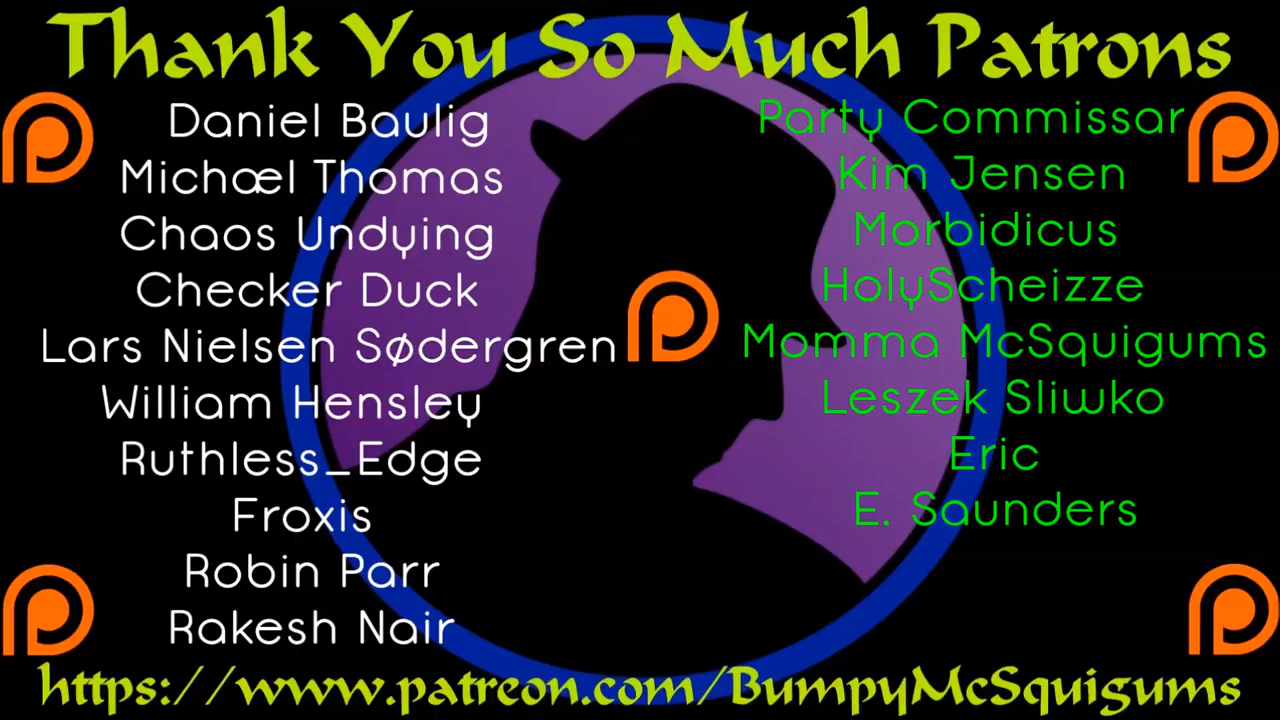 Thank You So Much Patrons
Daniel Baulig
Michael Thomas
Chaos Undying
Checker Duck
Lars Nielsen Sødergren
William Hensley
Ruthless_Edge
Froxis
Robin Parr
Rakesh Nair
Party Commissar
Kim Jensen
Morbidicus
HolyScheizze
Momma McSquigums
Leszek Sliwko
Eric
E. Saunders
https://www.patreon.com/BumpyMcSquigums